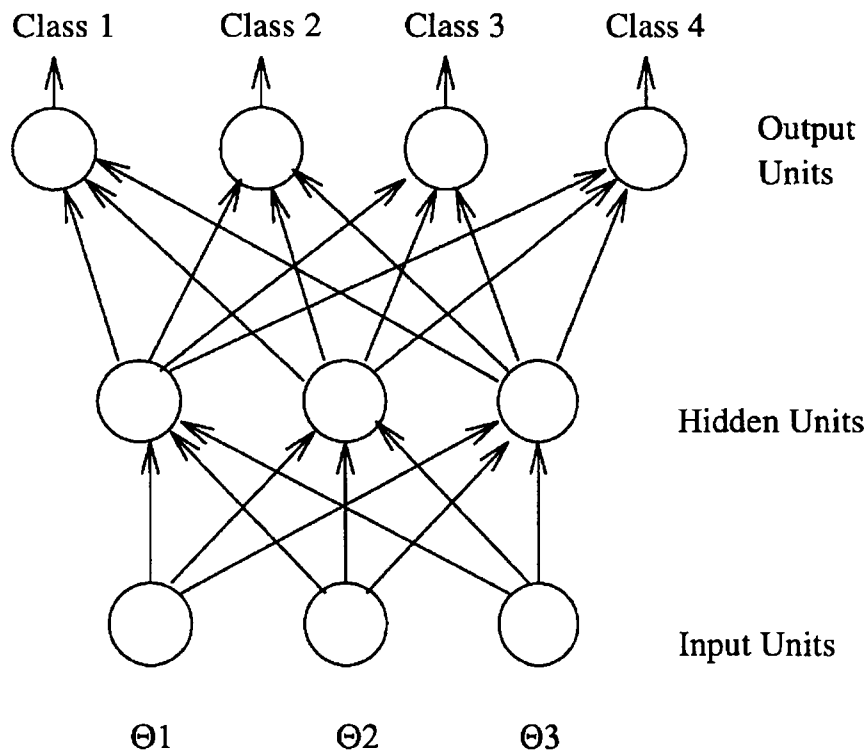 Class 1 Class 2 Class 3 Class 4
Output
Units
Hidden Units
Input Units
Θ1 Θ2 Θ3